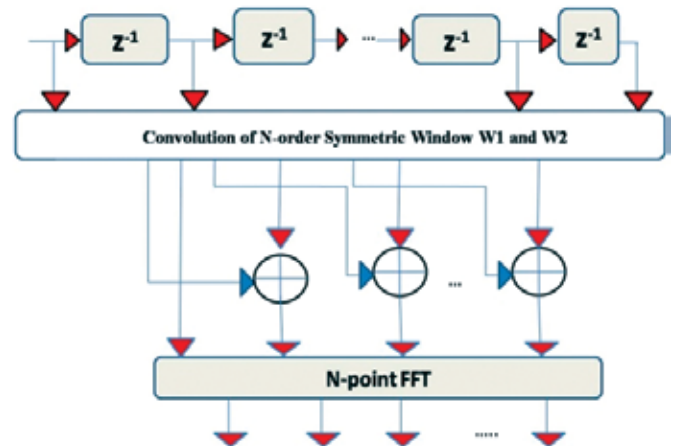 z-1 z-1 ... z-1 z-1
Convolution of N-order Symmetric Window W1 and W2
...
N-point FFT
.....